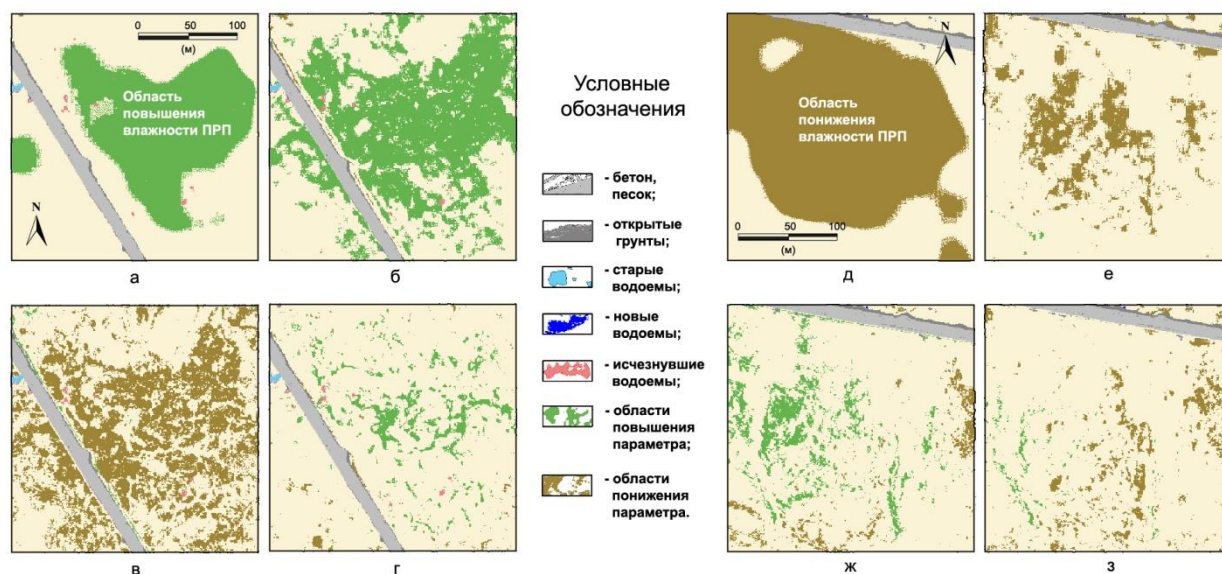 0 50 100
(м)
Область
повышения
влажности ПРП
N
а
б
в
г
Условные
обозначения
- бетон,
песок;
- открытые
грунты;
- старые
водоемы;
- новые
водоемы;
- исчезнувшие
водоемы;
- области
повышения
параметра;
- области
понижения
параметра.
N
Область
понижения
влажности ПРП
0 50 100
(м)
д
е
ж
з